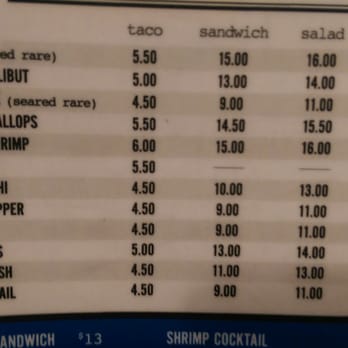 taco sandwich salad
ed rare) 5.50 15.00 16.00
LIBUT 5.00 13.00 14.00
(seared rare) 4.50 9.00 11.00
ALLOPS 5.50 14.50 15.50
RIMP 6.00 15.00 16.00
5.50 — —
HI 4.50 10.00 13.00
PPER 4.50 9.00 11.00
4.50 9.00 11.00
S 5.00 13.00 14.00
SH 4.50 11.00 13.00
AIL 4.50 9.00 11.00
ANDWICH $13 SHRIMP COCKTAIL